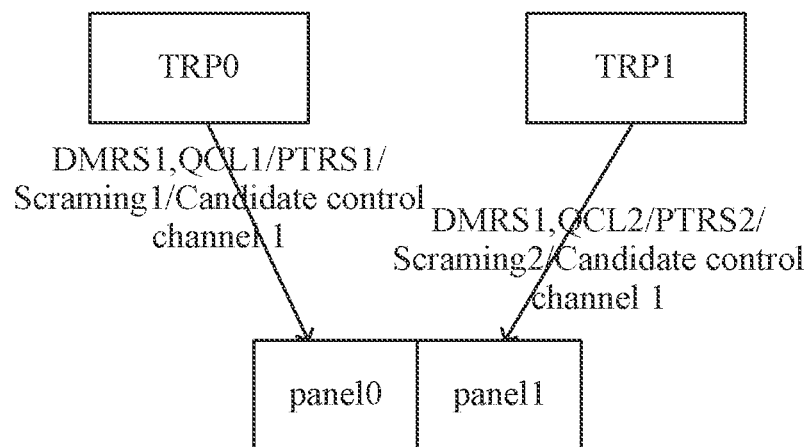 TRP0
TRP1
DMRS1,QCL1/PTRS1/
Scraming1/Candidate control
channel 1
DMRS1,QCL2/PTRS2/
Scraming2/Candidate control
channel 1
panel0
panel1